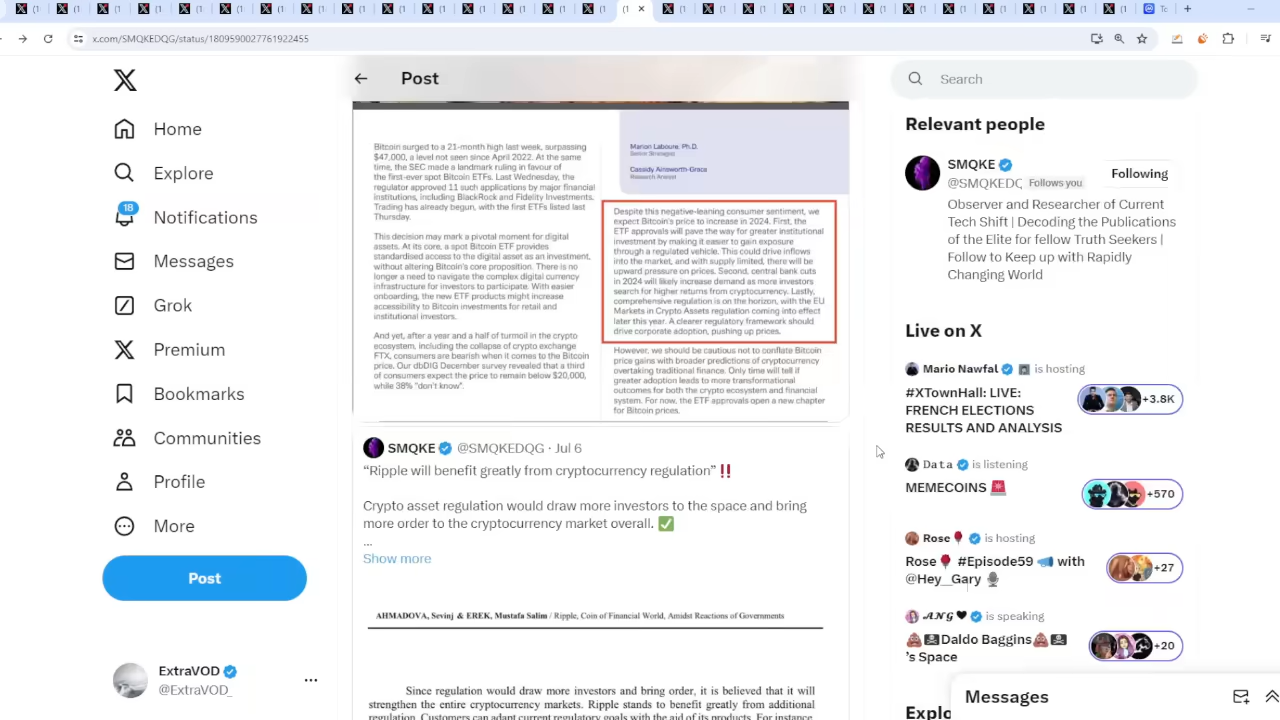 x.com/SMQKEDQG/status/1809590027761922455
Home
Explore
18
Notifications
Messages
Grok
Premium
Bookmarks
Communities
Profile
More
Post
ExtraVOD
@ExtraVOD_
Post
Bitcoin surged to a 21-month high last week, surpassing
$47,000, a level not seen since April 2022. At the same
time, the SEC made a landmark ruling in favour of
the first-ever spot Bitcoin ETFs. Last Wednesday, the
regulator approved 11 such applications by major financial
institutions, including BlackRock and Fidelity Investments.
Trading has already begun, with the first ETFs listed last
Thursday.
This decision may mark a pivotal moment for digital
assets. At its core, a spot Bitcoin ETF provides
standardised access to the digital asset as an investment,
without altering Bitcoin's core proposition. There is no
longer a need to navigate the complex digital currency
infrastructure for investors to participate. With easier
onboarding, the new ETF products might increase
accessibility to Bitcoin investments for retail and
institutional investors.
And yet, after a year and a half of turmoil in the crypto
ecosystem, including the collapse of crypto exchange
FTX, consumers are bearish when it comes to the Bitcoin
price. Our dbDIG December survey revealed that a third
of consumers expect the price to remain below $20,000,
while 38% "don't know".
Marion Laboure, Ph.D.
Senior Strategist
Cassidy Ainsworth-Grace
Research Analyst
Despite this negative-leaning consumer sentiment, we
expect Bitcoin's price to increase in 2024. First, the
ETF approvals will pave the way for greater institutional
investment by making it easier to gain exposure
through a regulated vehicle. This could drive inflows
into the market, and with supply limited, there will be
upward pressure on prices. Second, central bank cuts
in 2024 will likely increase demand as more investors
search for higher returns from cryptocurrency. Lastly,
comprehensive regulation is on the horizon, with the EU
Markets in Crypto Assets regulation coming into effect
later this year. A clearer regulatory framework should
drive corporate adoption, pushing up prices.
However, we should be cautious not to conflate Bitcoin
price gains with broader predictions of cryptocurrency
overtaking traditional finance. Only time will tell if
greater adoption leads to more transformational
outcomes for both the crypto ecosystem and financial
system. For now, the ETF approvals open a new chapter
for Bitcoin prices.
SMQKE @SMQKEDQG · Jul 6
“Ripple will benefit greatly from cryptocurrency regulation” ‼️
Crypto asset regulation would draw more investors to the space and bring
more order to the cryptocurrency market overall. ✅
...
Show more
AHMADOVA, Sevinj & EREK, Mustafa Salim / Ripple, Coin of Financial World, Amidst Reactions of Governments
Since regulation would draw more investors and bring order, it is believed that it will
strengthen the entire cryptocurrency markets. Ripple stands to benefit greatly from additional
regulation. Customers can adapt current regulatory goals with the aid of its products. For instance
Search
Relevant people
SMQKE
@SMQKEDQ Follows you
Following
Observer and Researcher of Current
Tech Shift | Decoding the Publications
of the Elite for fellow Truth Seekers |
Follow to Keep up with Rapidly
Changing World
Live on X
Mario Nawfal is hosting
#XTownHall: LIVE:
FRENCH ELECTIONS
RESULTS AND ANALYSIS
+3.8K
Data is listening
MEMECOINS 🚨
+570
Rose🌹 is hosting
Rose🌹 #Episode59 📣 with
@Hey__Gary 🎙️
+27
𝓐𝓝𝓖 ♥ is speaking
💩🏴‍☠️Daldo Baggins💩🏴‍☠️
's Space
+20
Messages
Explo